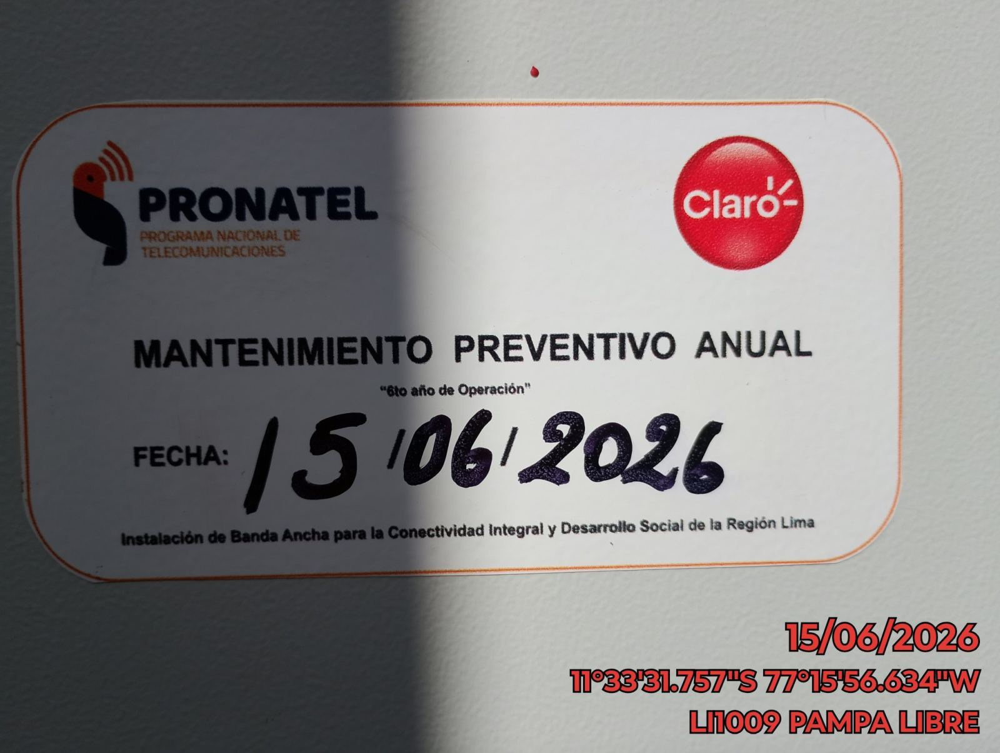 PRONATEL
PROGRAMA NACIONAL DE
TELECOMUNICACIONES
Claro
MANTENIMIENTO PREVENTIVO ANUAL
“6to año de Operación”
FECHA: 15/06/2026
Instalación de Banda Ancha para la Conectividad Integral y Desarrollo Social de la Región Lima
15/06/2026
11°33'31.757"S 77°15'56.634"W
LI1009 PAMPA LIBRE